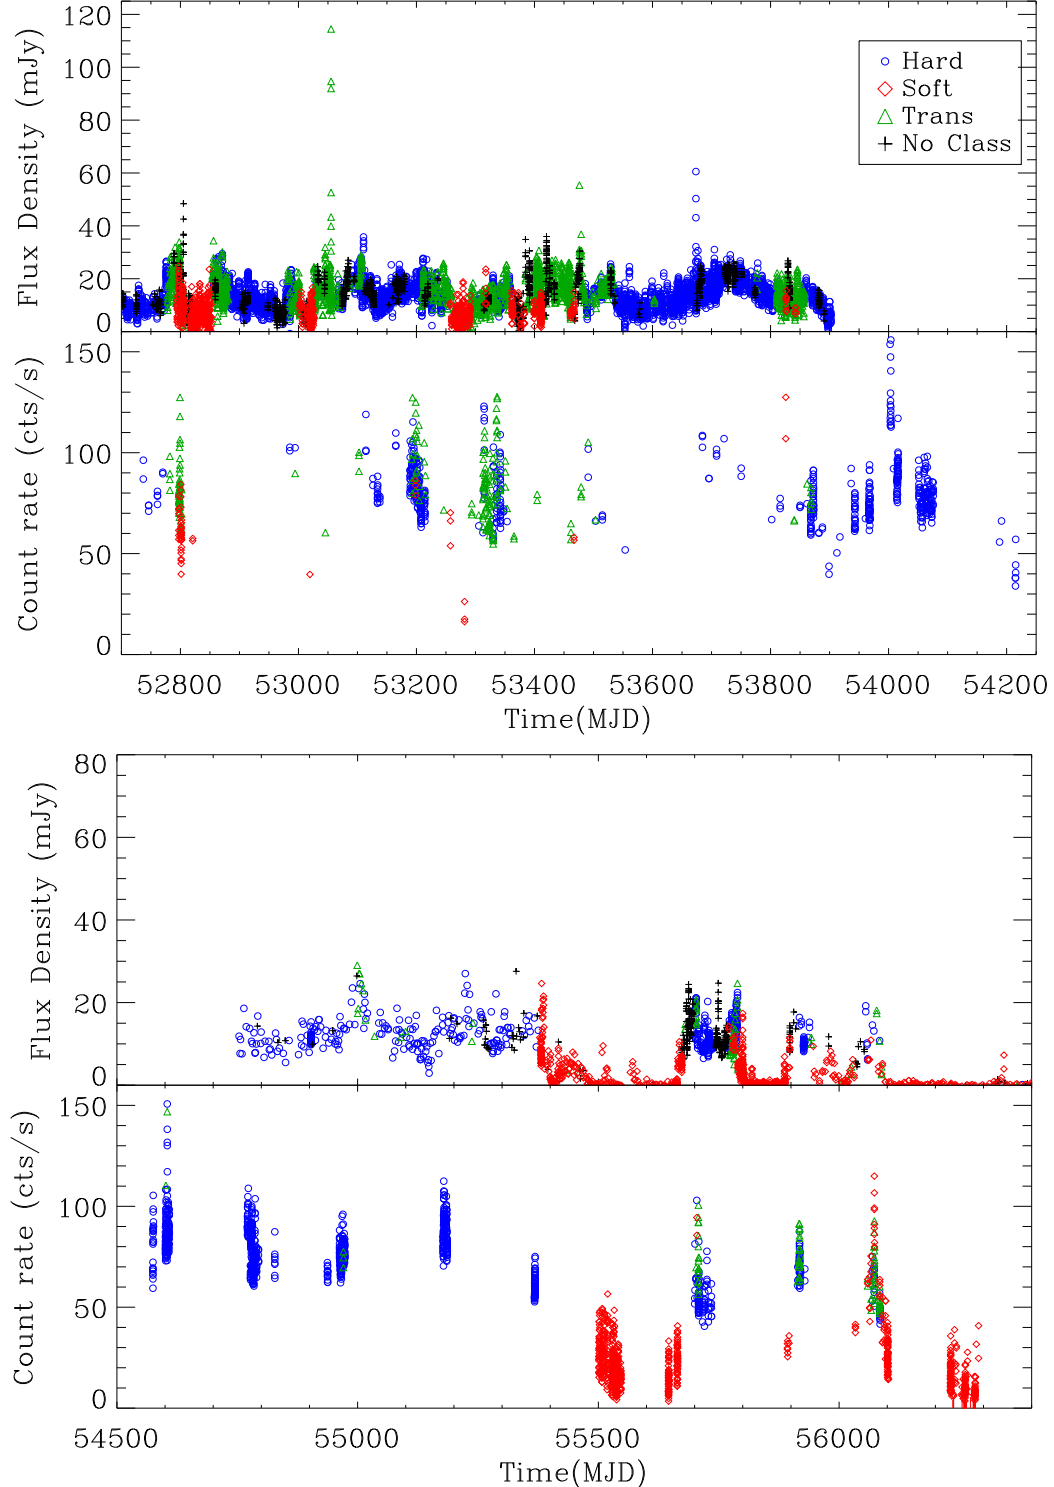 120
100
80
60
40
20
0
Flux Density (mJy)
Hard
Soft
Trans
No Class
150
100
50
0
Count rate (cts/s)
52800 53000 53200 53400 53600 53800 54000 54200
Time(MJD)
80
60
40
20
0
Flux Density (mJy)
150
100
50
0
Count rate (cts/s)
54500 55000 55500 56000
Time(MJD)